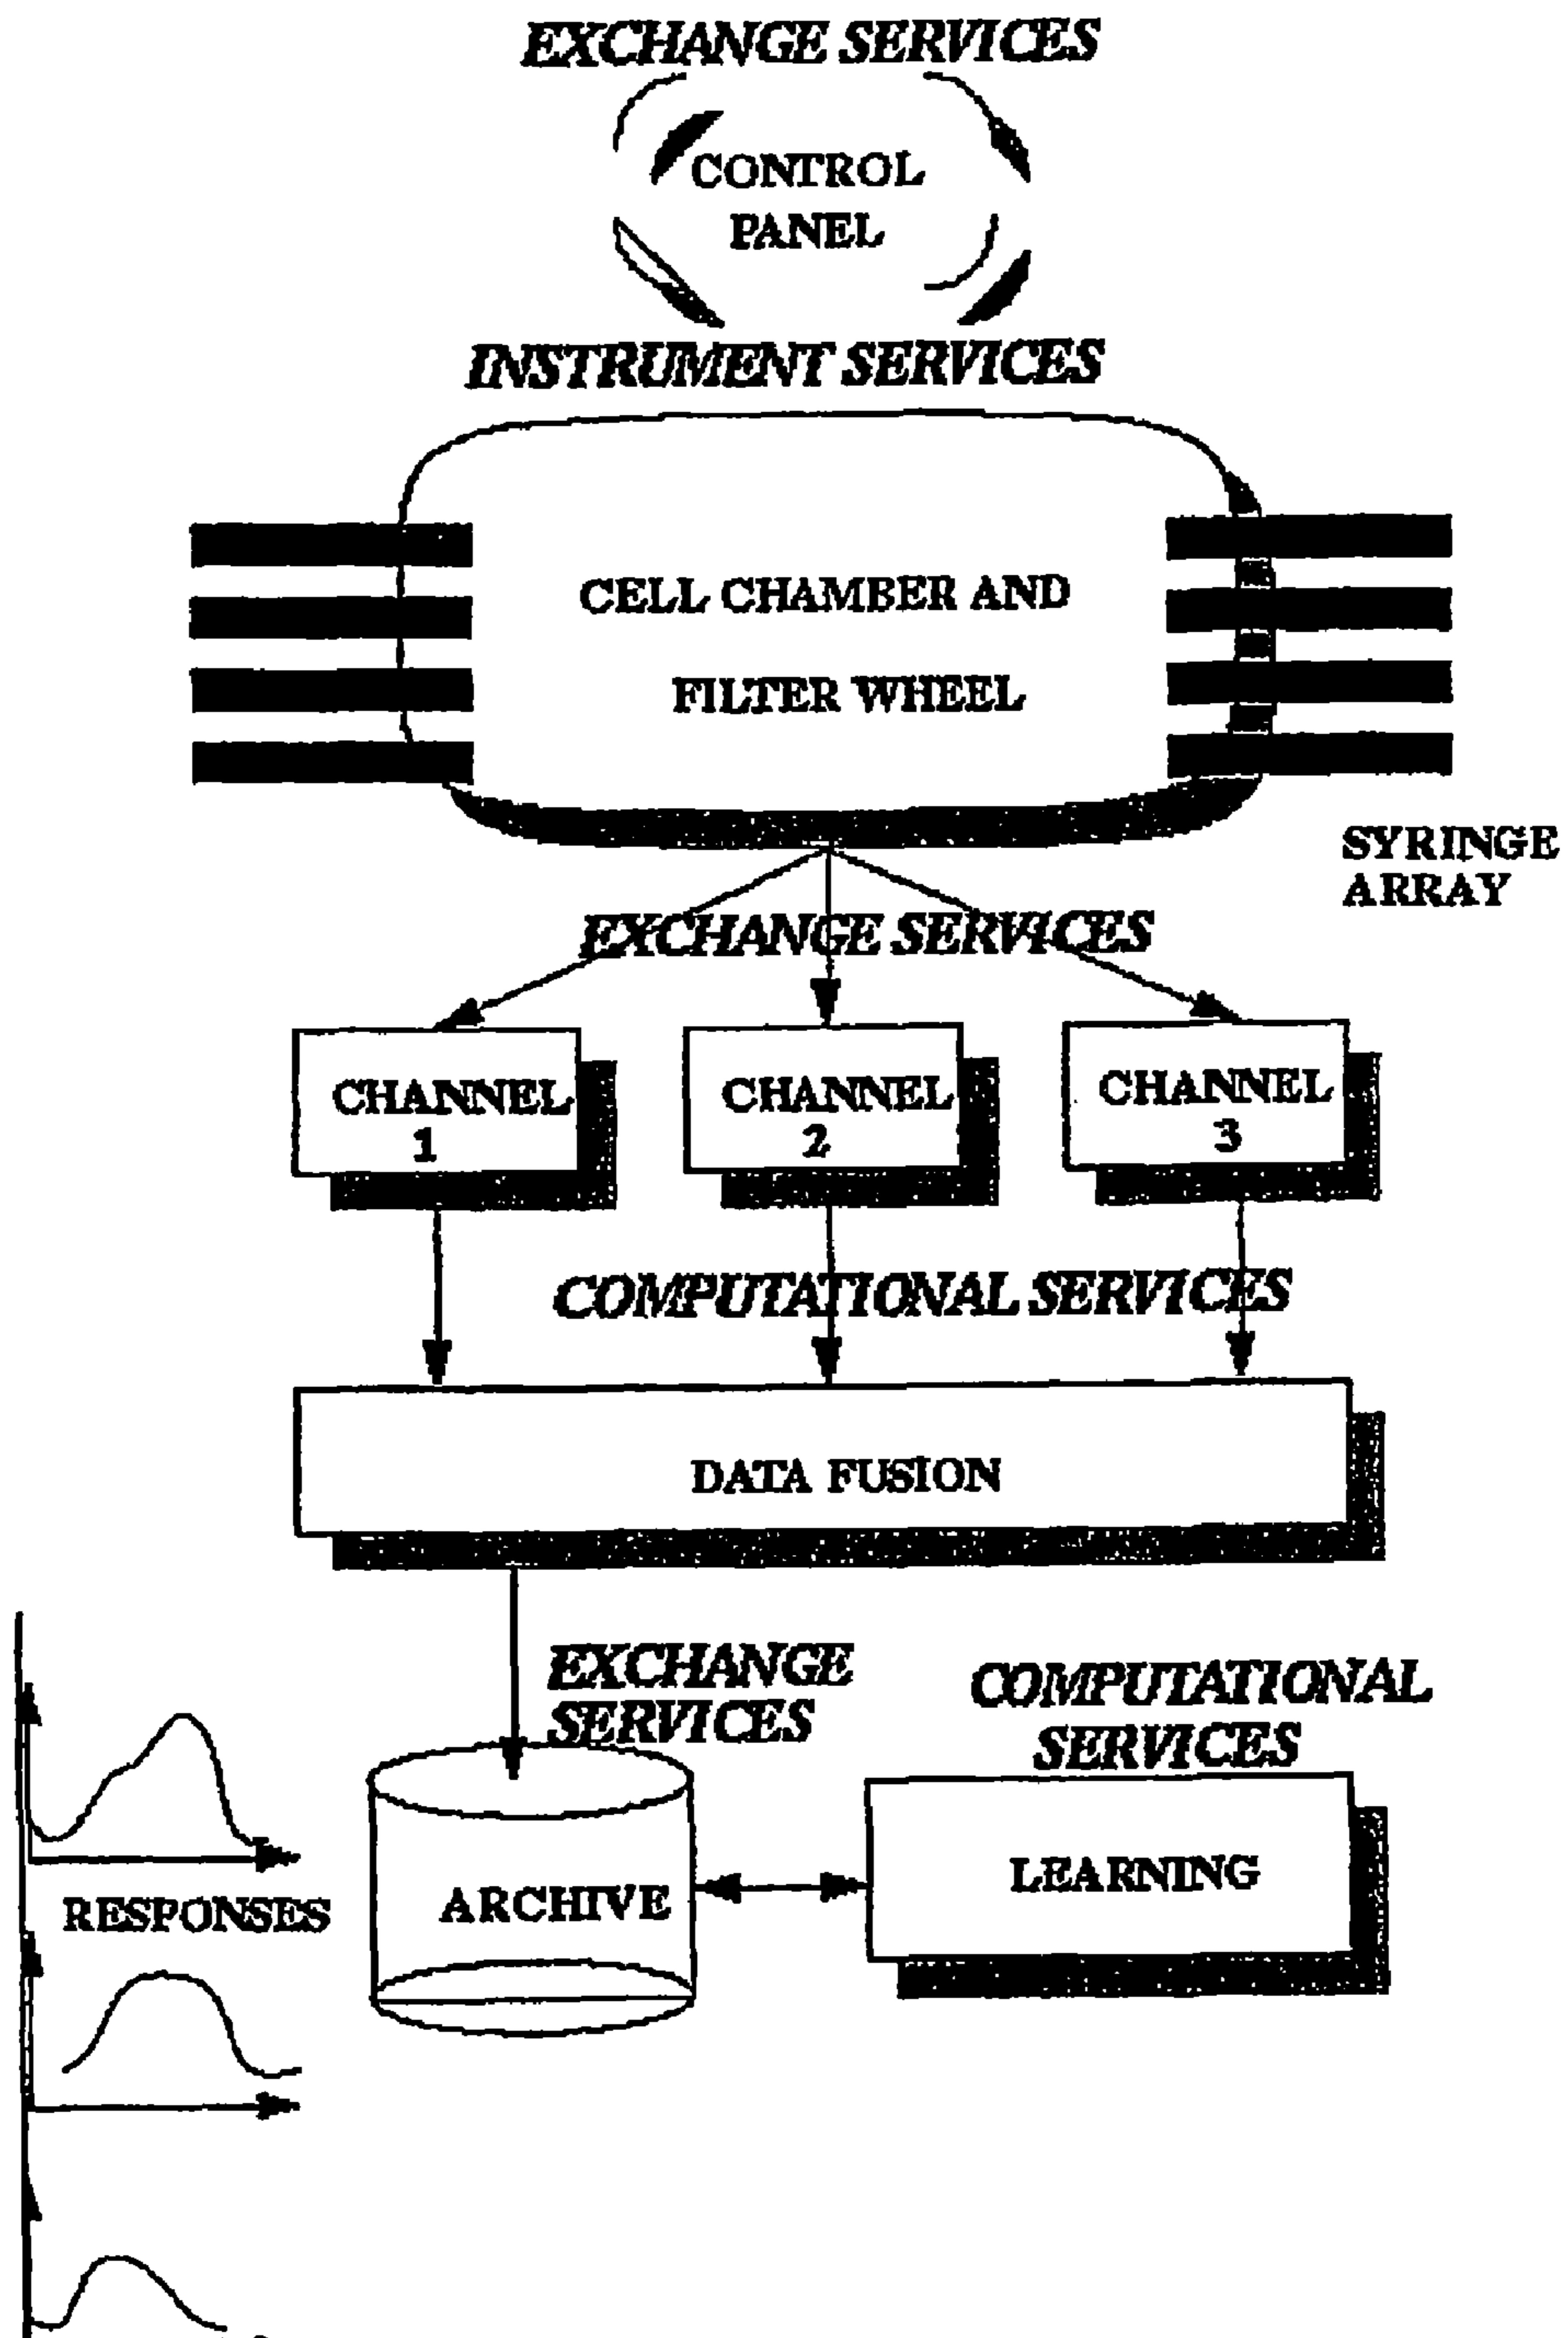 EXCHANGE SERVICES
CONTROL
PANEL
INSTRUMENT SERVICES
CELL CHAMBER AND
FILTER WHEEL
SYRINGE
ARRAY
EXCHANGE SERVICES
CHANNEL
1
CHANNEL
2
CHANNEL
3
COMPUTATIONAL SERVICES
DATA FUSION
EXCHANGE
SERVICES
COMPUTATIONAL
SERVICES
RESPONSES
ARCHIVE
LEARNING